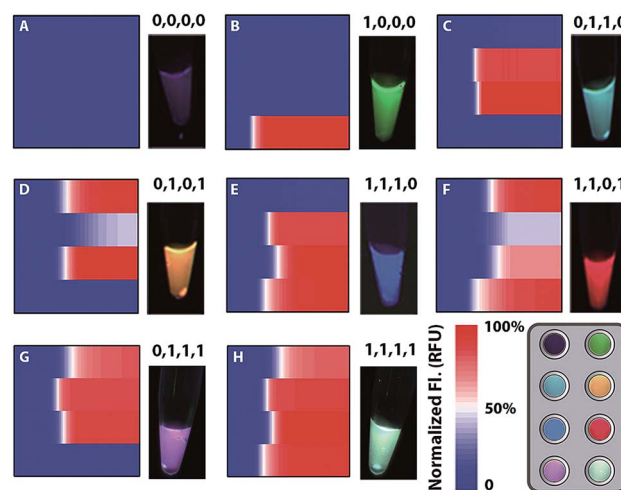 A
0,0,0,0
B
1,0,0,0
C
0,1,1,0
D
0,1,0,1
E
1,1,1,0
F
1,1,0,1
G
0,1,1,1
H
1,1,1,1
Normalized Fl. (RFU)
100%
50%
0